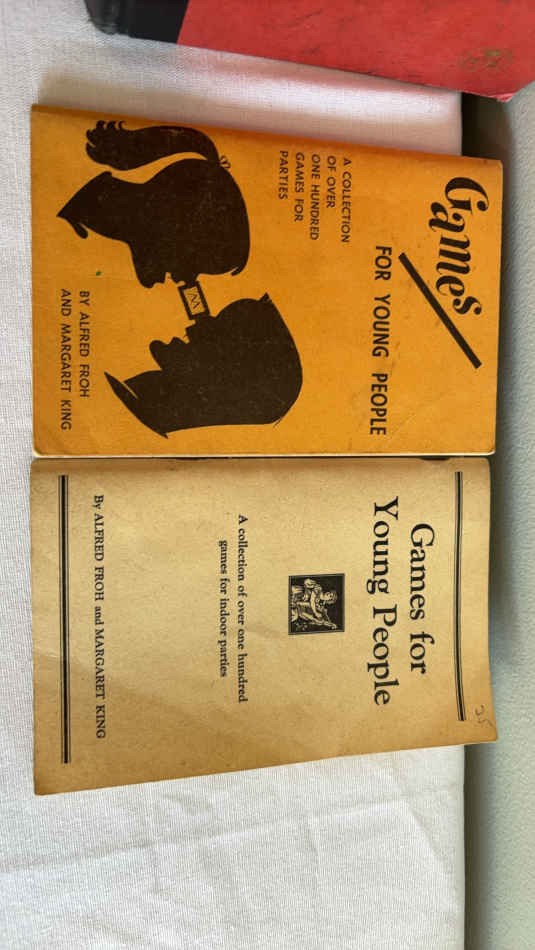 Games
FOR YOUNG PEOPLE
A COLLECTION
OF OVER
ONE HUNDRED
GAMES FOR
PARTIES
BY ALFRED FROH
AND MARGARET KING
Games for
Young People
A collection of over one hundred
games for indoor parties
By ALFRED FROH and MARGARET KING